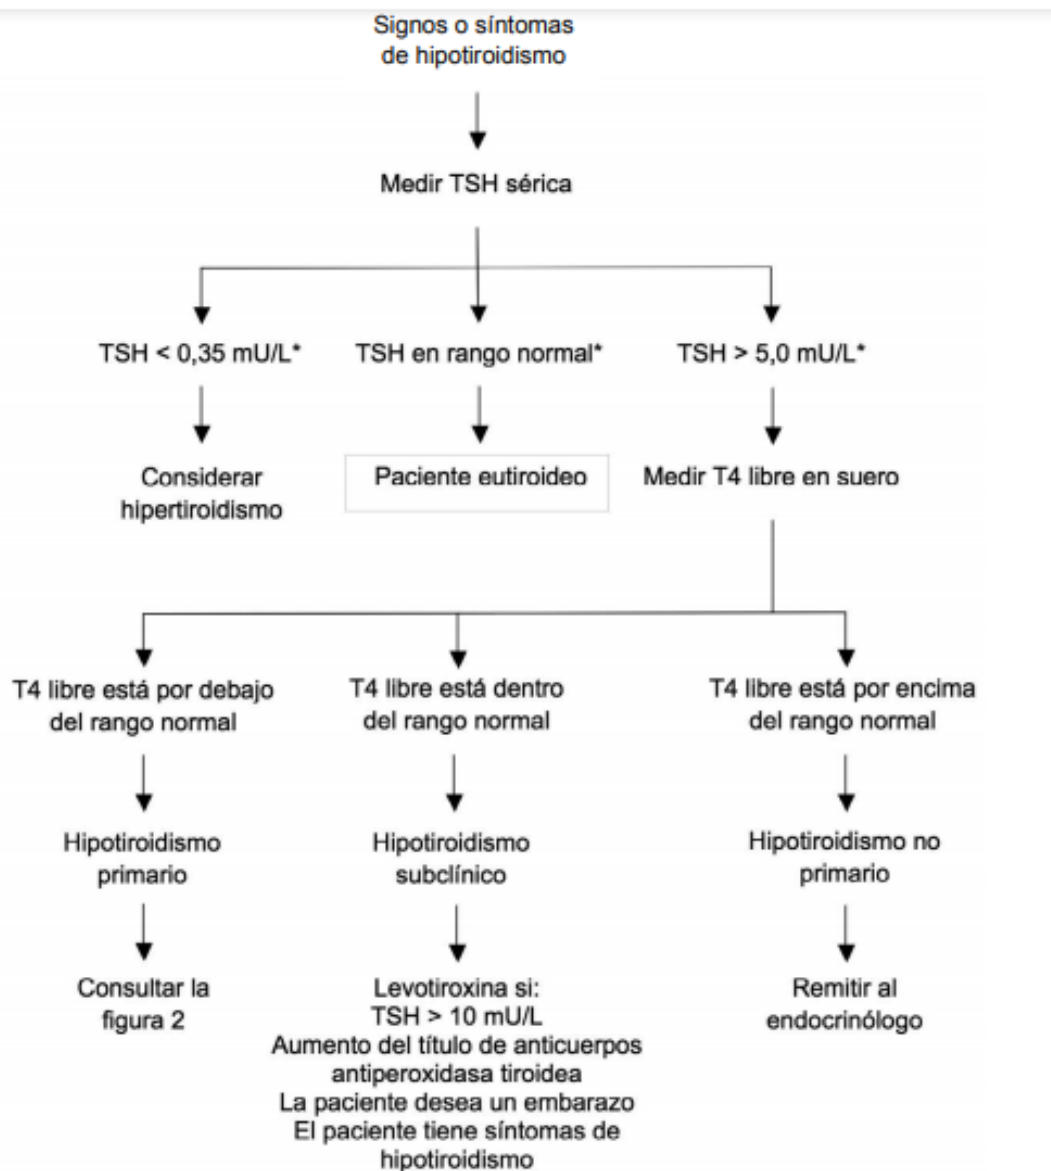 Signos o síntomas
de hipotiroidismo
Medir TSH sérica
TSH < 0,35 mU/L*
TSH en rango normal*
TSH > 5,0 mU/L*
Considerar
hipertiroidismo
Paciente eutiroideo
Medir T4 libre en suero
T4 libre está por debajo
del rango normal
T4 libre está dentro
del rango normal
T4 libre está por encima
del rango normal
Hipotiroidismo
primario
Hipotiroidismo
subclínico
Hipotiroidismo no
primario
Consultar la
figura 2
Levotiroxina si:
TSH > 10 mU/L
Aumento del título de anticuerpos
antiperoxidasa tiroidea
La paciente desea un embarazo
El paciente tiene síntomas de
hipotiroidismo
Remitir al
endocrinólogo